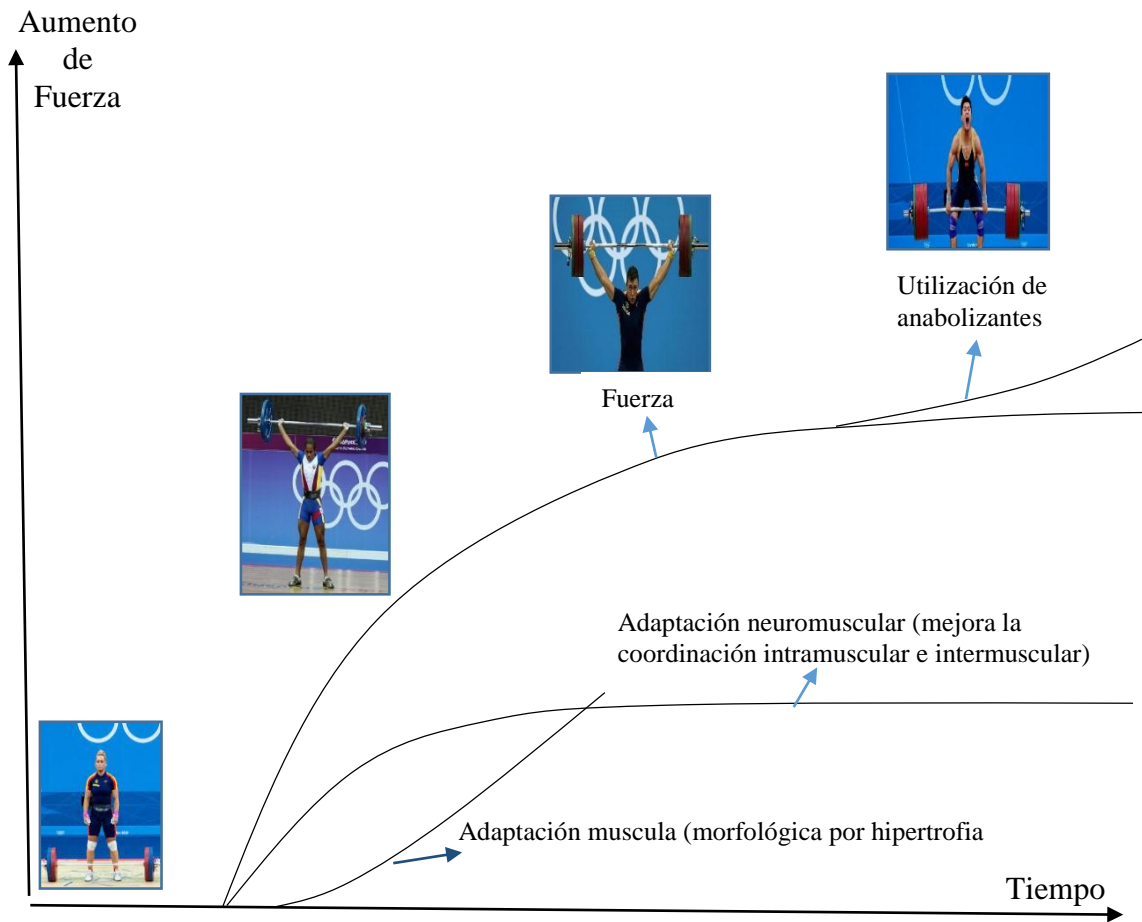 Aumento
de
Fuerza
Utilización de
anabolizantes
Fuerza
Adaptación neuromuscular (mejora la
coordinación intramuscular e intermuscular)
Adaptación muscula (morfológica por hipertrofia
Tiempo